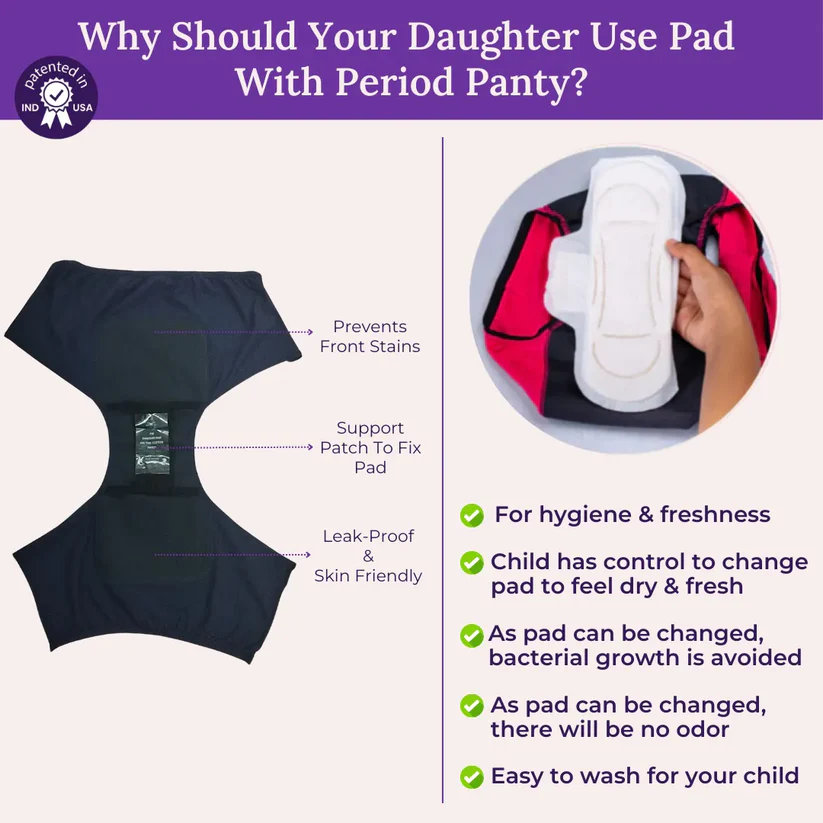 Why Should Your Daughter Use Pad
With Period Panty?
patented in
IND USA
Prevents
Front Stains
Support
Patch To Fix
Pad
Leak-Proof
&
Skin Friendly
For hygiene & freshness
Child has control to change
pad to feel dry & fresh
As pad can be changed,
bacterial growth is avoided
As pad can be changed,
there will be no odor
Easy to wash for your child